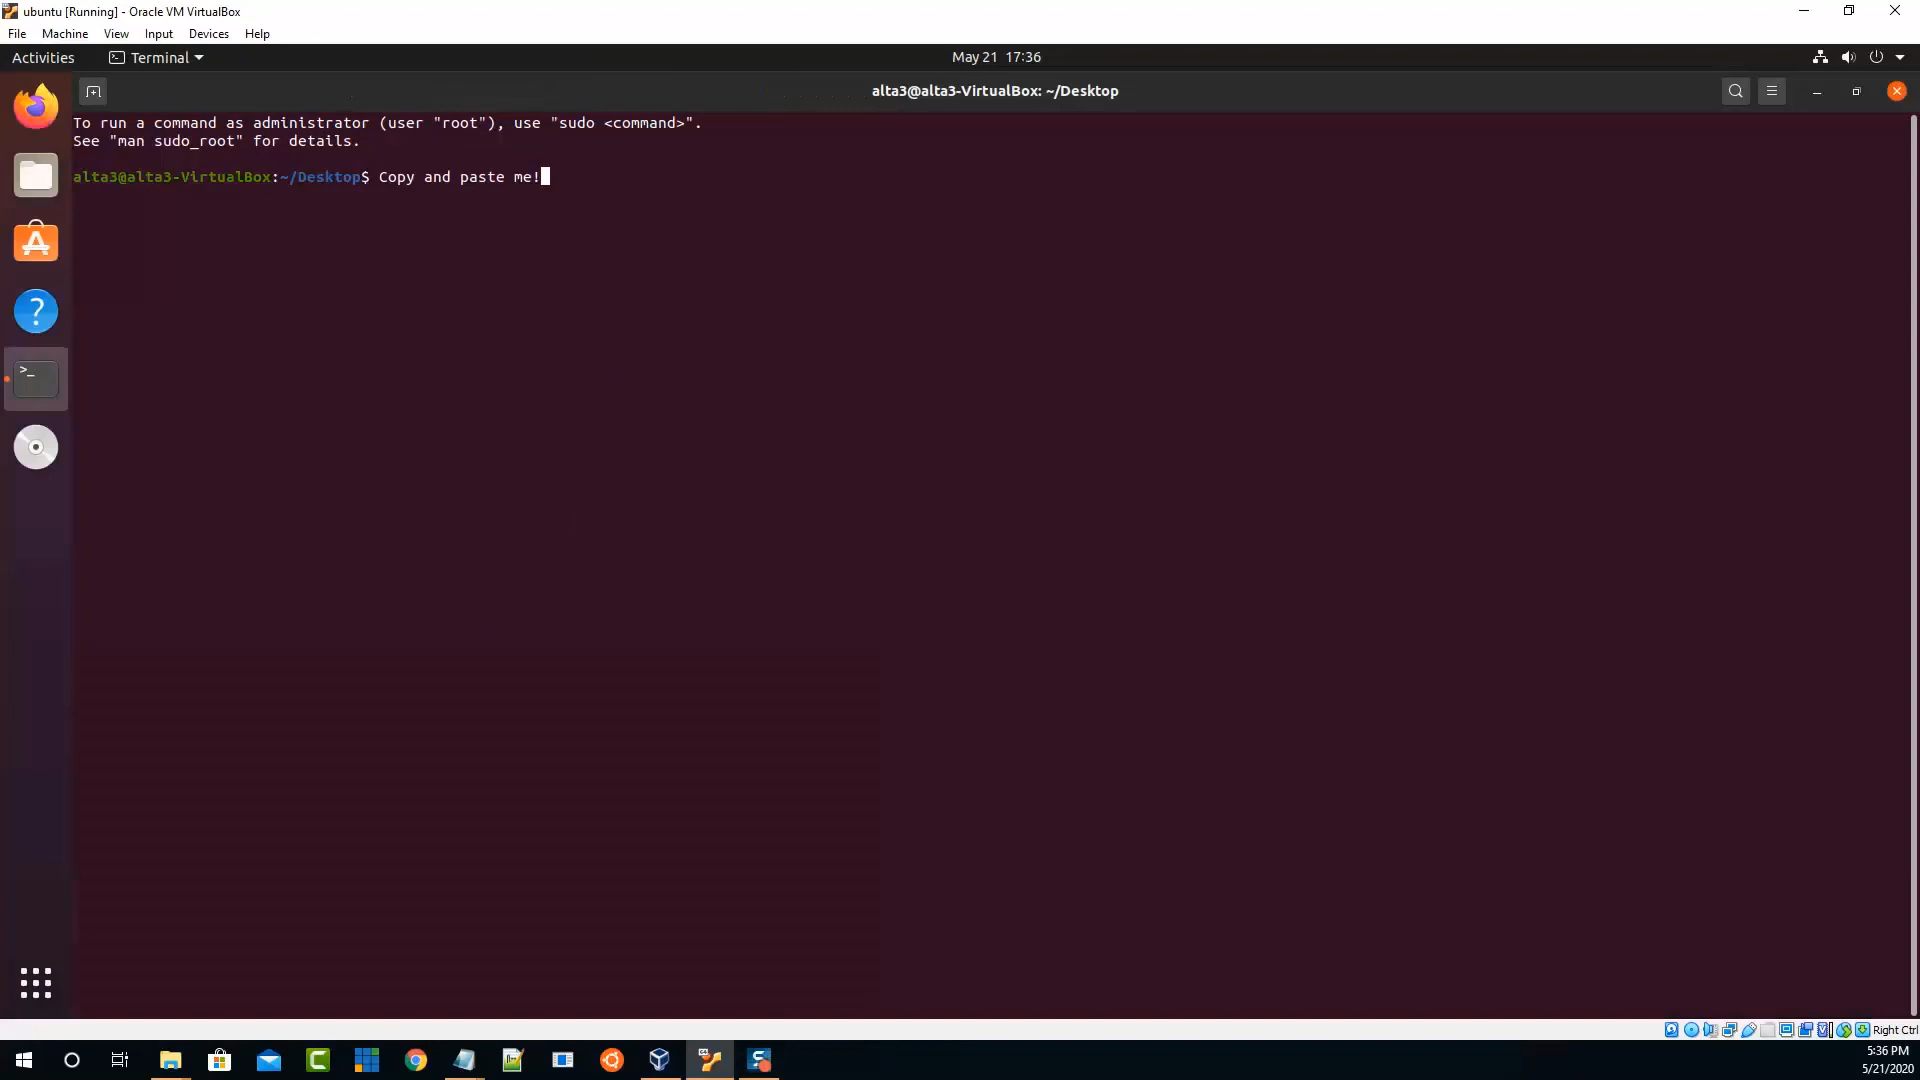 ubuntu [Running] - Oracle VM VirtualBox
File Machine View Input Devices Help
Activities Terminal May 21 17:36
alta3@alta3-VirtualBox: ~/Desktop
To run a command as administrator (user "root"), use "sudo <command>".
See "man sudo_root" for details.
alta3@alta3-VirtualBox:~/Desktop$ Copy and paste me!
Right Ctrl
5:36 PM
5/21/2020